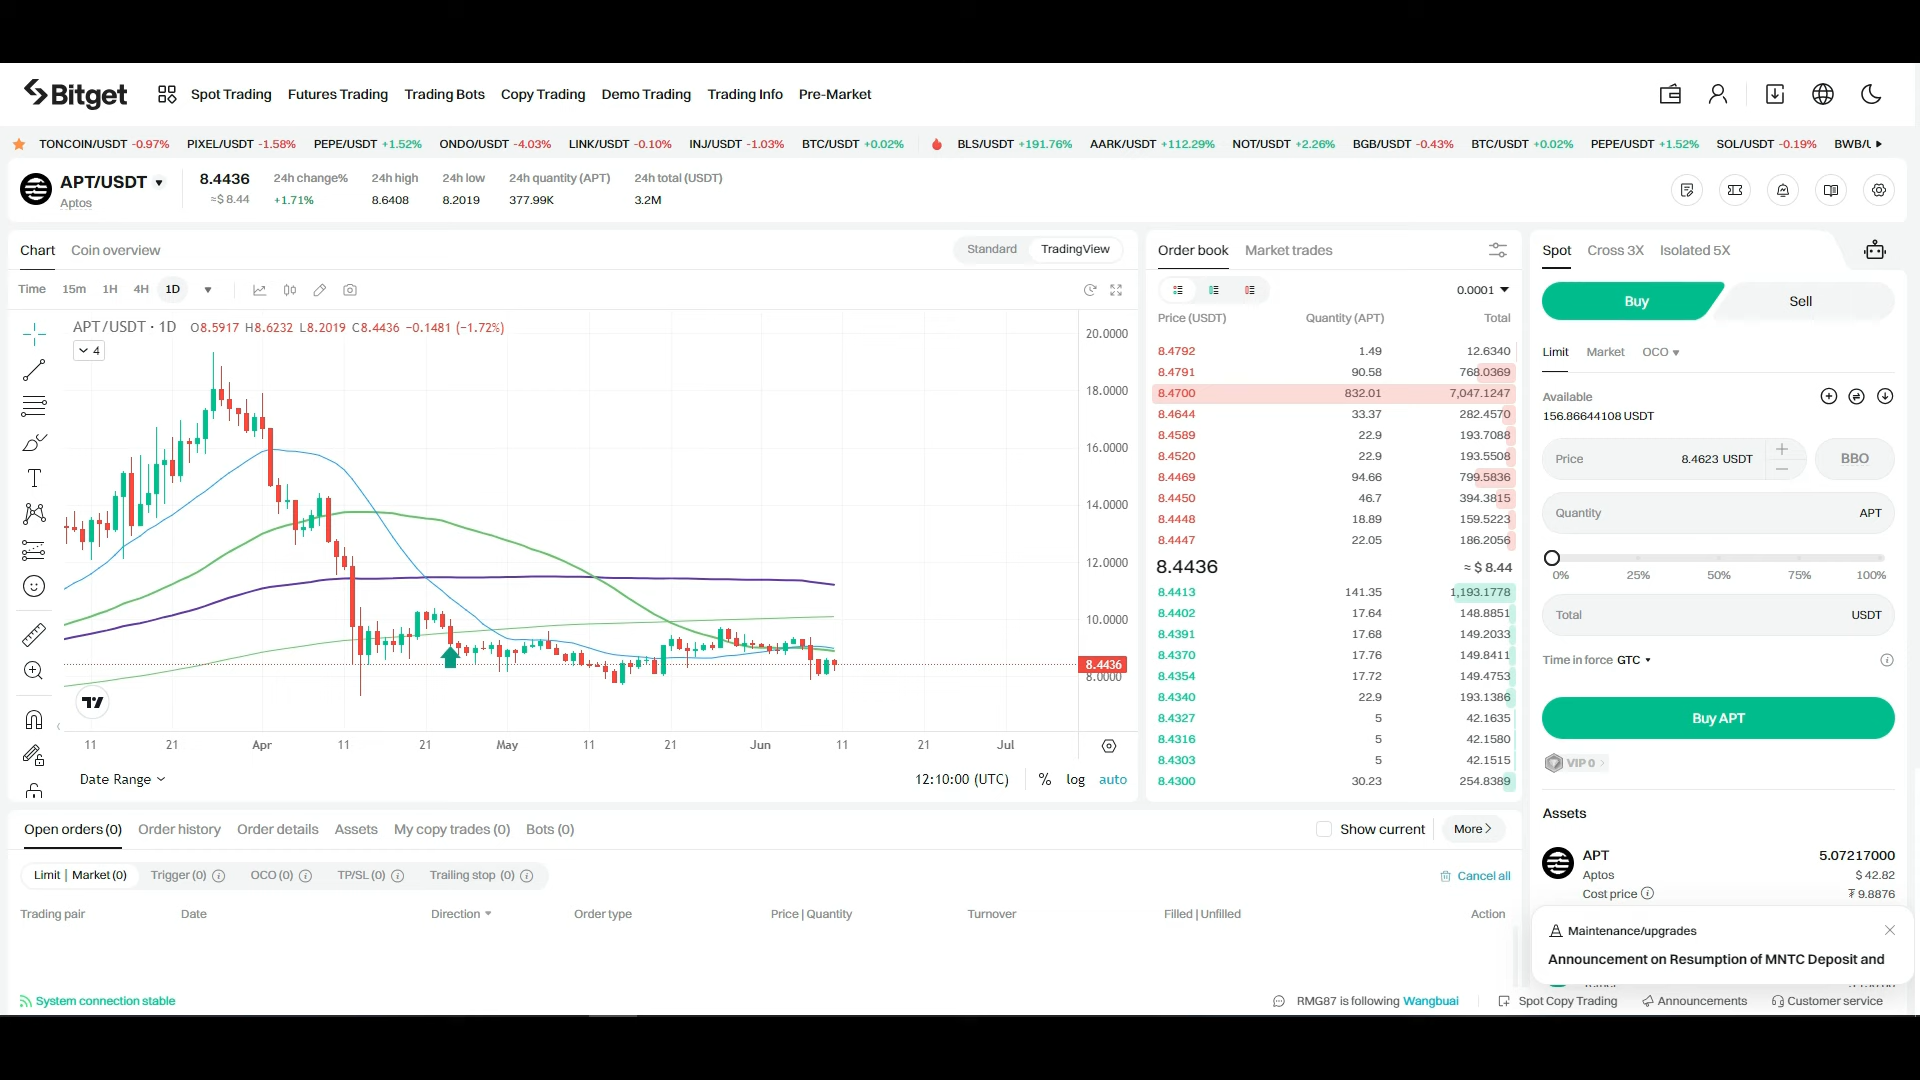 Bitget Spot Trading Futures Trading Trading Bots Copy Trading Demo Trading Trading Info Pre-Market
TONCOIN/USDT -0.97% PIXEL/USDT -1.58% PEPE/USDT +1.52% ONDO/USDT -4.03% LINK/USDT -0.10% INJ/USDT -1.03% BTC/USDT +0.02% BLS/USDT +191.76% AARK/USDT +112.29% NOT/USDT +2.26% BGB/USDT -0.43% BTC/USDT +0.02% PEPE/USDT +1.52% SOL/USDT -0.19% BWB/
APT/USDT 8.4436 24h change% 24h high 24h low 24h quantity (APT) 24h total (USDT)
Aptos ≈$ 8.44 +1.71% 8.6408 8.2019 377.99K 3.2M
Chart Coin overview Standard TradingView
Time 15m 1H 4H 1D
APT/USDT · 1D O8.5917 H8.6232 L8.2019 C8.4436 −0.1481 (−1.72%)
4
20.0000
18.0000
16.0000
14.0000
12.0000
10.0000
8.4436
8.0000
11 21 Apr 11 21 May 11 21 Jun 11 21 Jul
Date Range 12:10:00 (UTC) % log auto
Order book Market trades
0.0001
Price (USDT) Quantity (APT) Total
8.4792 1.49 12.6340
8.4791 90.58 768.0369
8.4700 832.01 7,047.1247
8.4644 33.37 282.4570
8.4589 22.9 193.7088
8.4520 22.9 193.5508
8.4469 94.66 799.5836
8.4450 46.7 394.3815
8.4448 18.89 159.5223
8.4447 22.05 186.2056
8.4436 ≈ $ 8.44
8.4413 141.35 1,193.1778
8.4402 17.64 148.8851
8.4391 17.68 149.2033
8.4370 17.76 149.8411
8.4354 17.72 149.4753
8.4340 22.9 193.1386
8.4327 5 42.1635
8.4316 5 42.1580
8.4303 5 42.1515
8.4300 30.23 254.8389
Spot Cross 3X Isolated 5X
Buy Sell
Limit Market OCO
Available
156.86644108 USDT
Price 8.4623 USDT BBO
Quantity APT
0% 25% 50% 75% 100%
Total USDT
Time in force GTC
Buy APT
VIP 0
Assets
APT 5.07217000
Aptos $ 42.82
Cost price ₮ 9.8876
Maintenance/upgrades
Announcement on Resumption of MNTC Deposit and
Open orders (0) Order history Order details Assets My copy trades (0) Bots (0) Show current More
Limit | Market (0) Trigger (0) OCO (0) TP/SL (0) Trailing stop (0) Cancel all
Trading pair Date Direction Order type Price | Quantity Turnover Filled | Unfilled Action
System connection stable RMG87 is following Wangbuai Spot Copy Trading Announcements Customer service